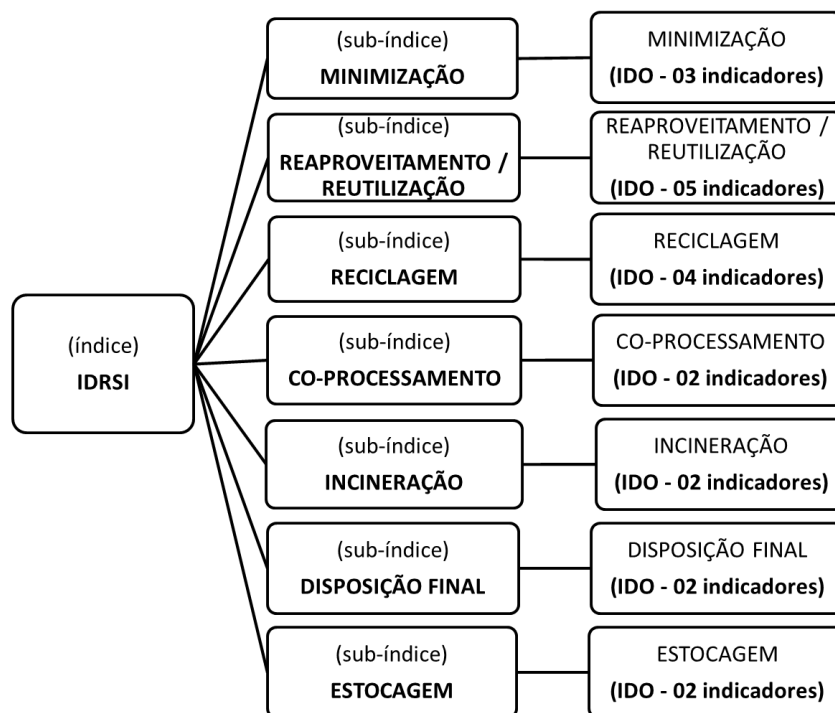 (índice)
IDRSI
(sub-índice)
MINIMIZAÇÃO
MINIMIZAÇÃO
(IDO - 03 indicadores)
(sub-índice)
REAPROVEITAMENTO /
REUTILIZAÇÃO
REAPROVEITAMENTO /
REUTILIZAÇÃO
(IDO - 05 indicadores)
(sub-índice)
RECICLAGEM
RECICLAGEM
(IDO - 04 indicadores)
(sub-índice)
CO-PROCESSAMENTO
CO-PROCESSAMENTO
(IDO - 02 indicadores)
(sub-índice)
INCINERAÇÃO
INCINERAÇÃO
(IDO - 02 indicadores)
(sub-índice)
DISPOSIÇÃO FINAL
DISPOSIÇÃO FINAL
(IDO - 02 indicadores)
(sub-índice)
ESTOCAGEM
ESTOCAGEM
(IDO - 02 indicadores)